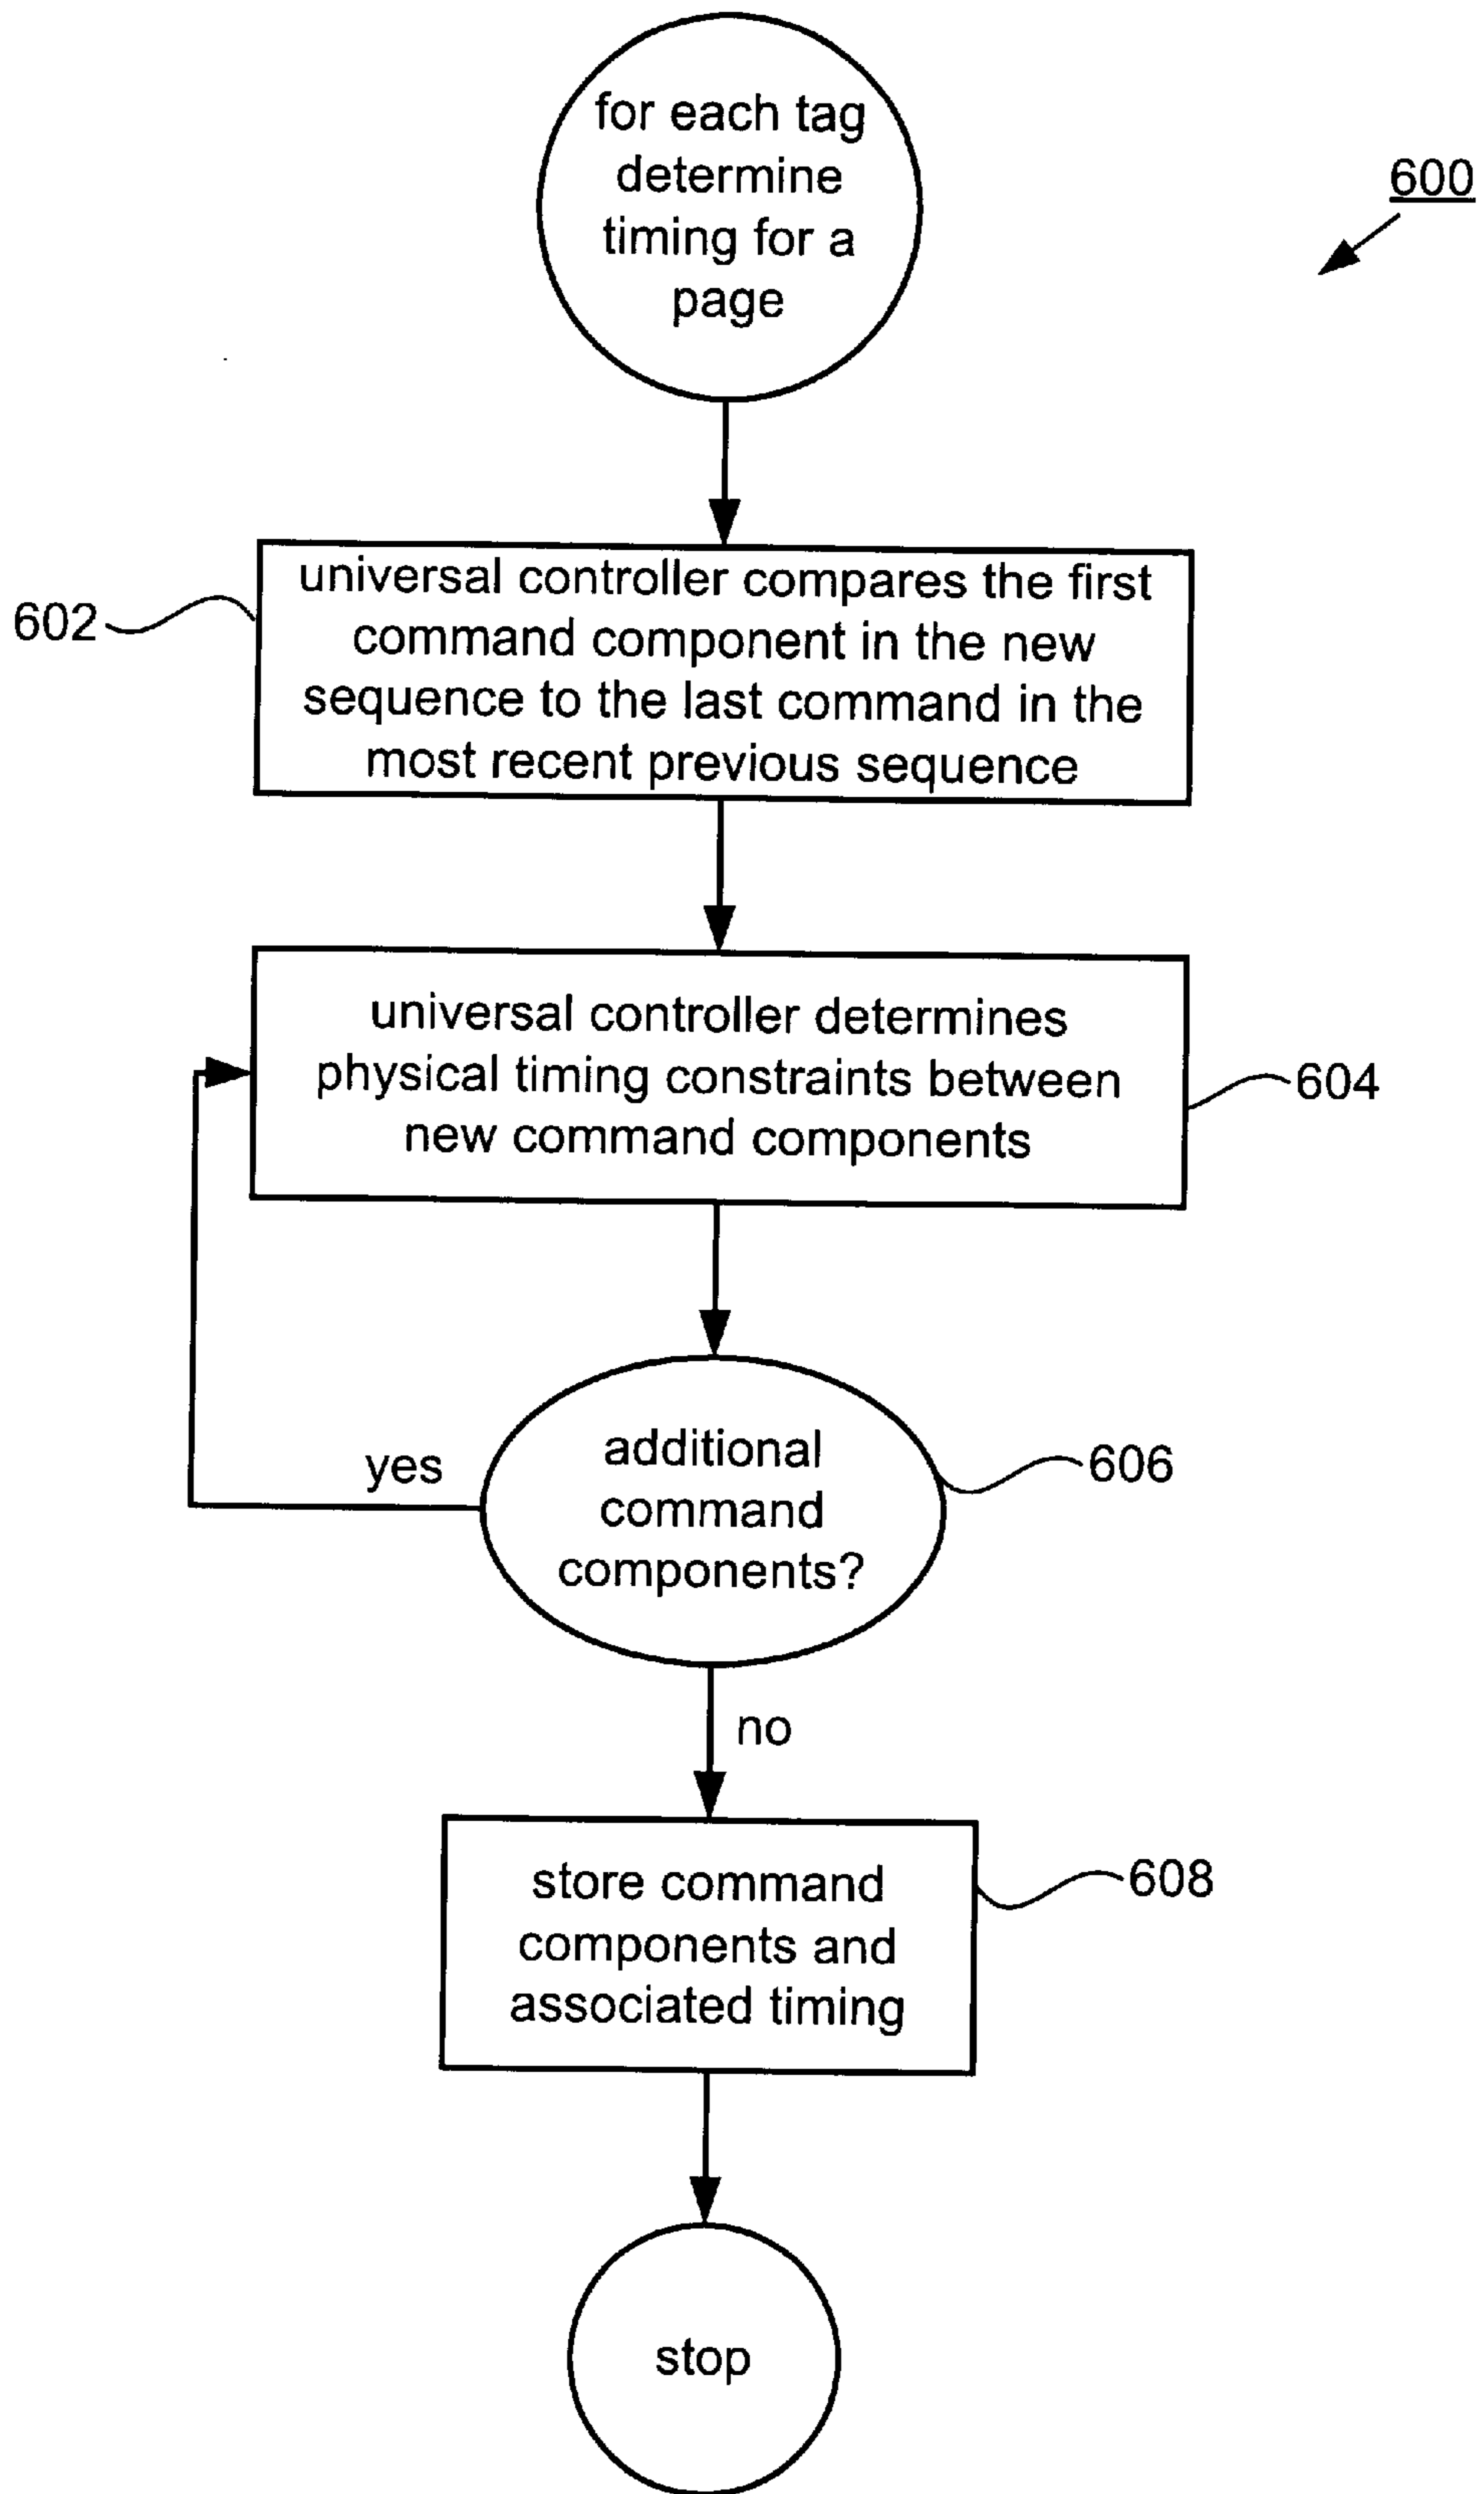 for each tag
determine
timing for a
page
600
universal controller compares the first
command component in the new
sequence to the last command in the
most recent previous sequence
602
universal controller determines
physical timing constraints between
new command components
604
additional
command
components?
606
yes
no
store command
components and
associated timing
608
stop